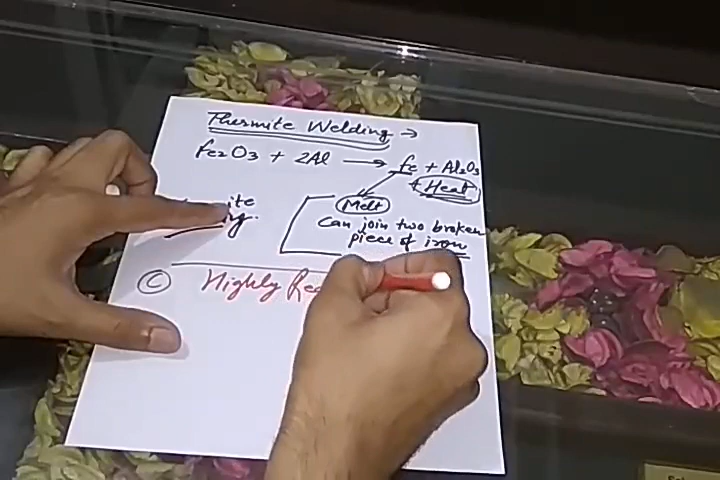 Thermite Welding →
Fe2O3 + 2Al → Fe + Al2O3
+ Heat
Melt
Can join two broken
piece of iron
C Highly